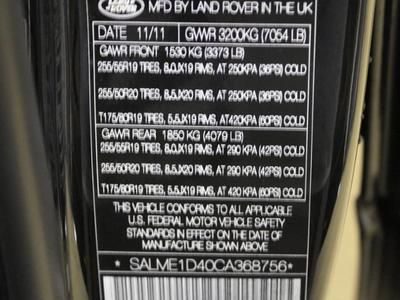 LAND ROVER MFD BY LAND ROVER IN THE UK
DATE 11/11 GVWR 3200KG (7054 LB)
GAWR FRONT 1530 KG (3373 LB)
255/55R19 TIRES, 8.0JX19 RIMS, AT 250KPA (36PSI) COLD
255/50R20 TIRES, 8.5JX20 RIMS, AT 250KPA (36PSI) COLD
T175/80R19 TIRES, 5.5JX19 RIMS, AT420KPA (60PSI) COLD
GAWR REAR 1850 KG (4079 LB)
255/55R19 TIRES, 8.0JX19 RIMS, AT 290 KPA (42PSI) COLD
255/50R20 TIRES, 8.5JX20 RIMS, AT 290 KPA (42PSI) COLD
T175/80R19 TIRES, 5.5JX19 RIMS, AT 420 KPA (60PSI) COLD
THIS VEHICLE CONFORMS TO ALL APPLICABLE
U.S. FEDERAL MOTOR VEHICLE SAFETY
STANDARDS IN EFFECT ON THE DATE OF
MANUFACTURE SHOWN ABOVE
*SALME1D40CA368756*